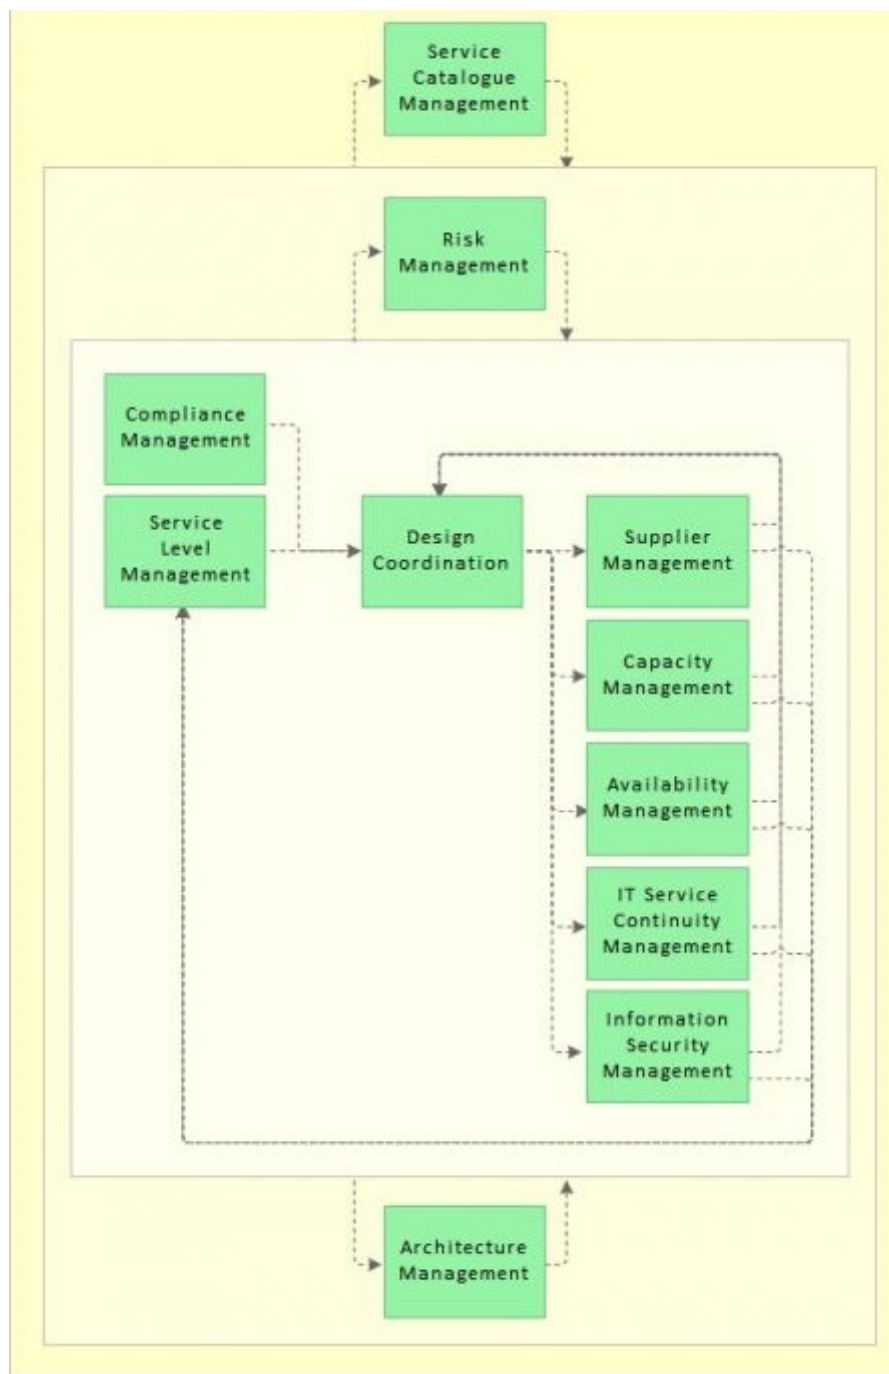 Service
Catalogue
Management
Risk
Management
Compliance
Management
Service
Level
Management
Design
Coordination
Supplier
Management
Capacity
Management
Availability
Management
IT Service
Continuity
Management
Information
Security
Management
Architecture
Management